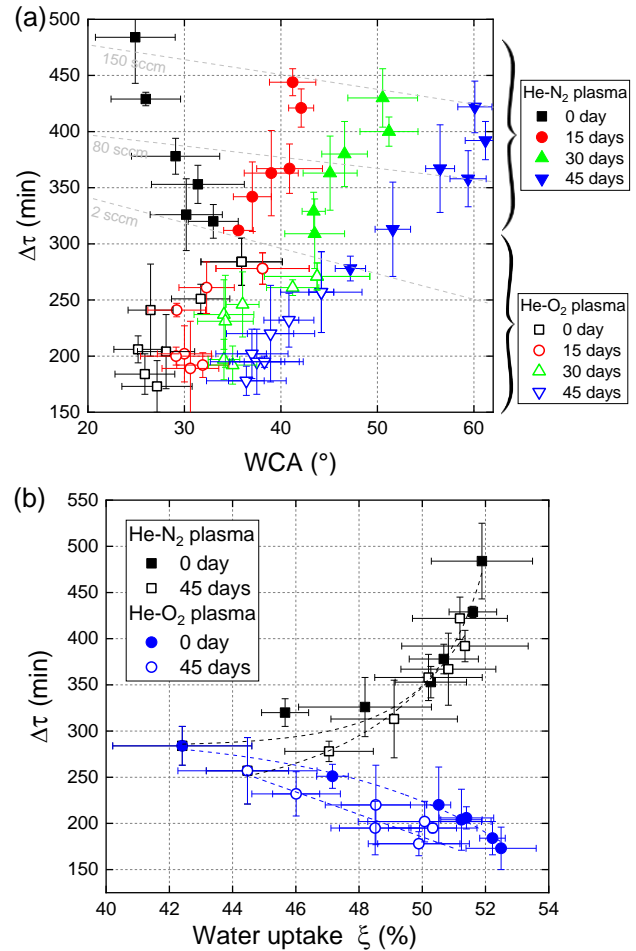 (a)
500
450
400
350
300
250
200
150
Δτ (min)
150 sccm
80 sccm
2 sccm
20 30 40 50 60
WCA (°)
He-N₂ plasma
0 day
15 days
30 days
45 days
He-O₂ plasma
0 day
15 days
30 days
45 days
(b)
550
500
450
400
350
300
250
200
150
Δτ (min)
He-N₂ plasma
0 day
45 days
He-O₂ plasma
0 day
45 days
40 42 44 46 48 50 52 54
Water uptake ξ (%)